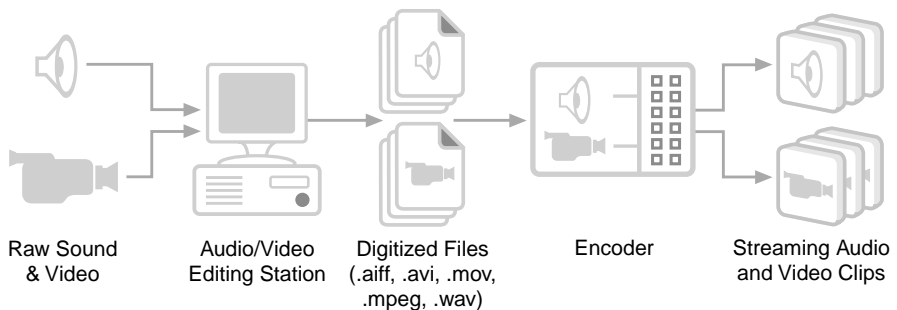 Raw Sound
& Video
Audio/Video
Editing Station
Digitized Files
(.aiff, .avi, .mov,
.mpeg, .wav)
Encoder
Streaming Audio
and Video Clips